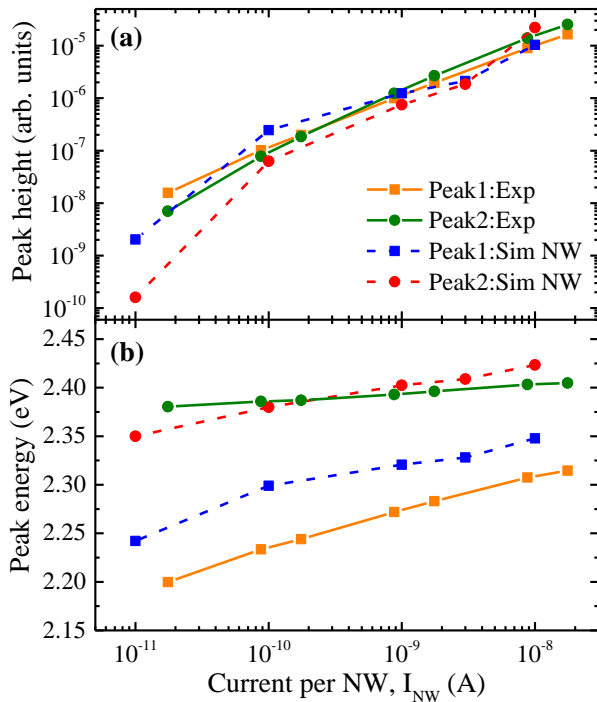 (a)
Peak height (arb. units)
10⁻⁵
10⁻⁶
10⁻⁷
10⁻⁸
10⁻⁹
10⁻¹⁰
Peak1:Exp
Peak2:Exp
Peak1:Sim NW
Peak2:Sim NW
(b)
Peak energy (eV)
2.45
2.40
2.35
2.30
2.25
2.20
2.15
10⁻¹¹ 10⁻¹⁰ 10⁻⁹ 10⁻⁸
Current per NW, I_NW (A)